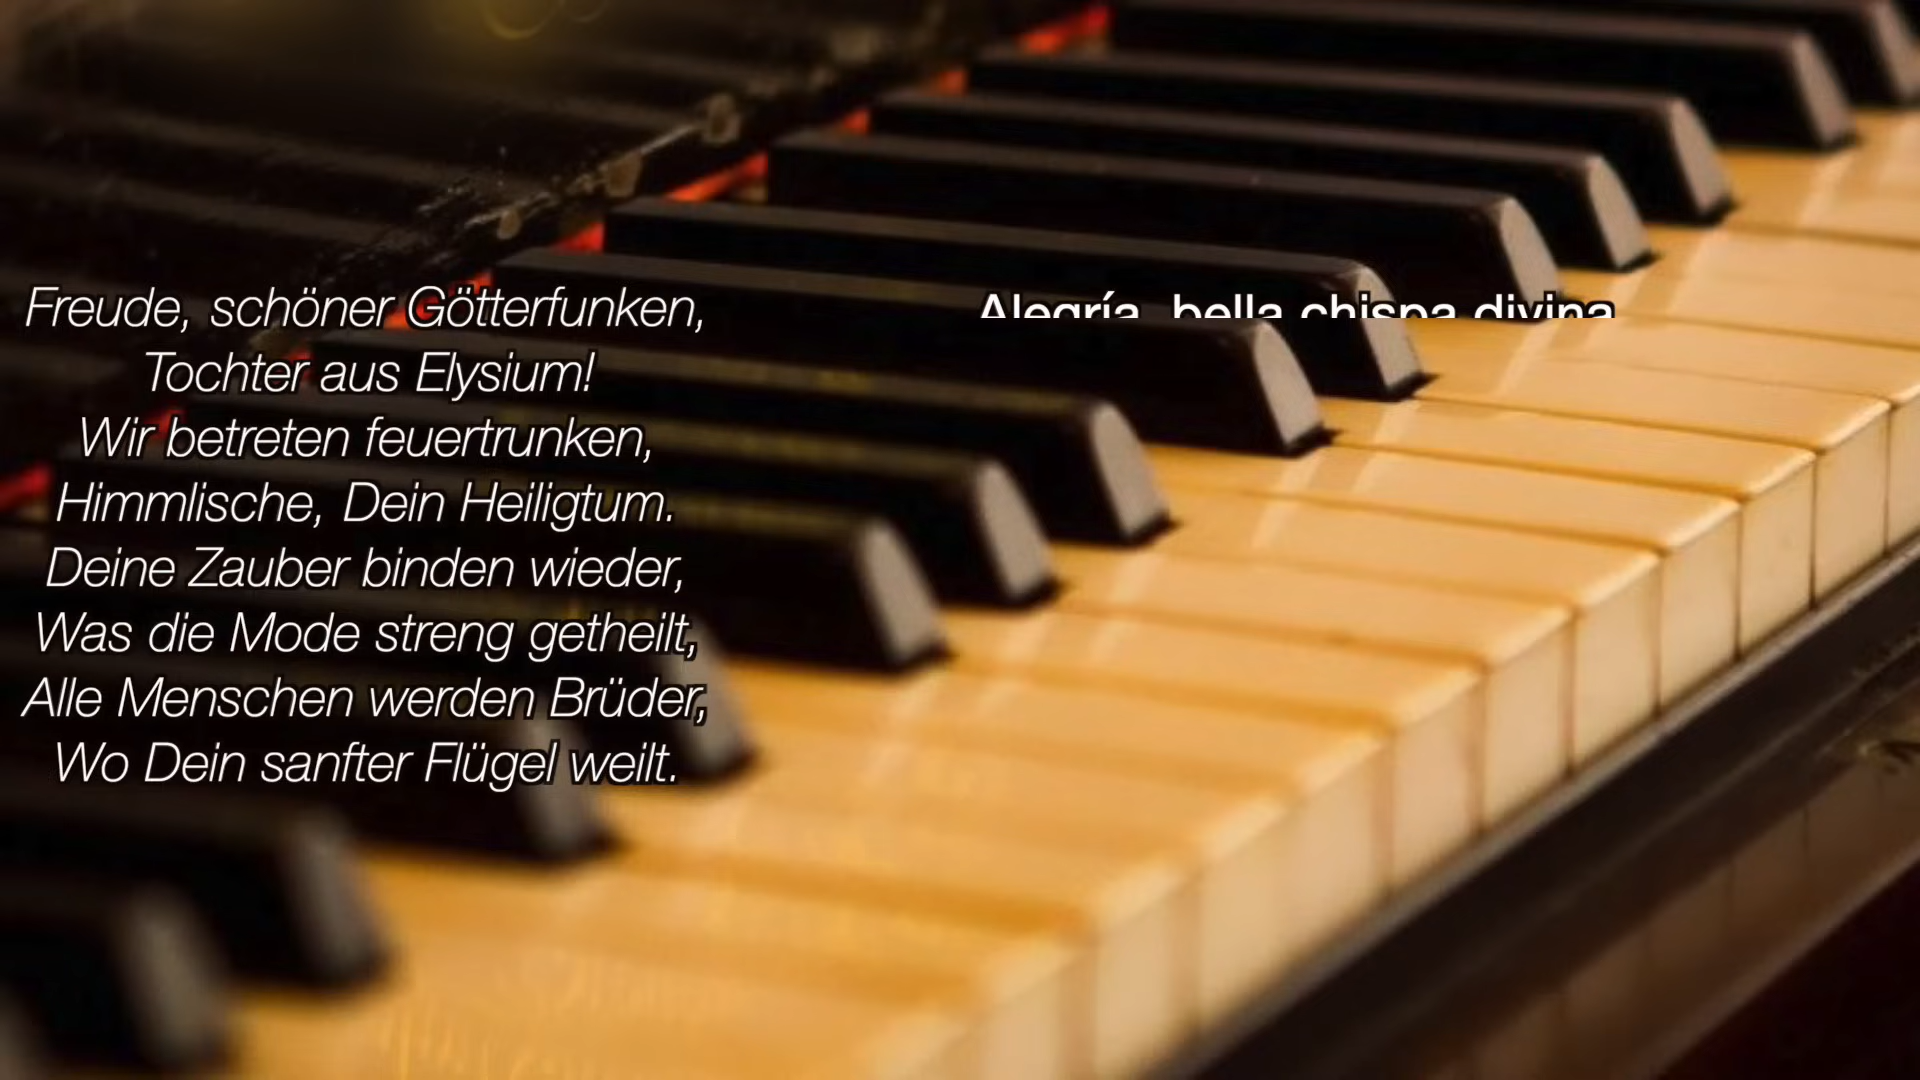 Freude, schöner Götterfunken,
Tochter aus Elysium!
Wir betreten feuertrunken,
Himmlische, Dein Heiligtum.
Deine Zauber binden wieder,
Was die Mode streng getheilt,
Alle Menschen werden Brüder,
Wo Dein sanfter Flügel weilt.
Alegría, bella chispa divina